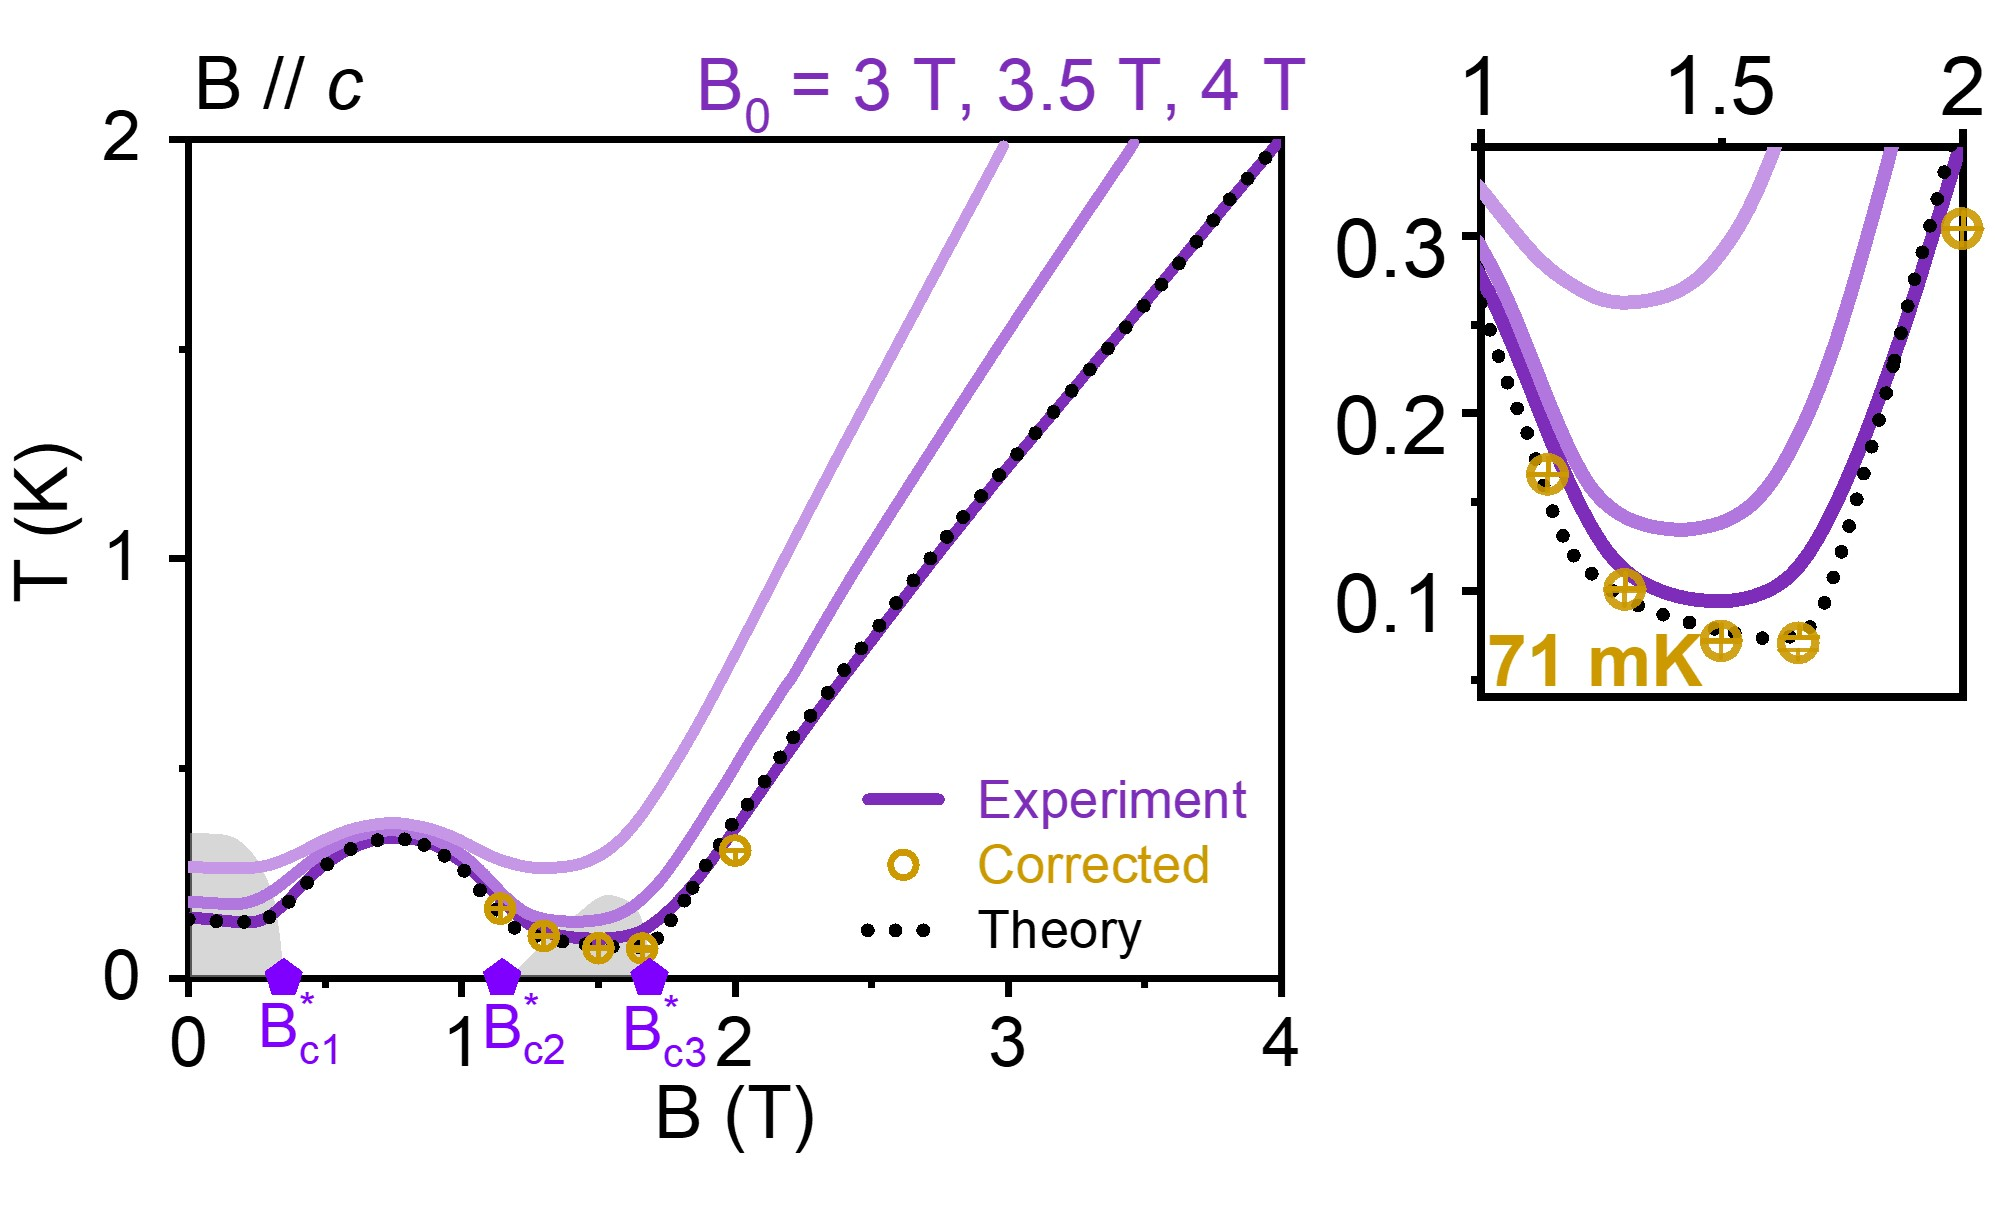 B // c
B₀ = 3 T, 3.5 T, 4 T
2
1
0
T (K)
0
1
2
3
4
B*c1
B*c2
B*c3
B (T)
Experiment
Corrected
Theory
1
1.5
2
0.3
0.2
0.1
71 mK